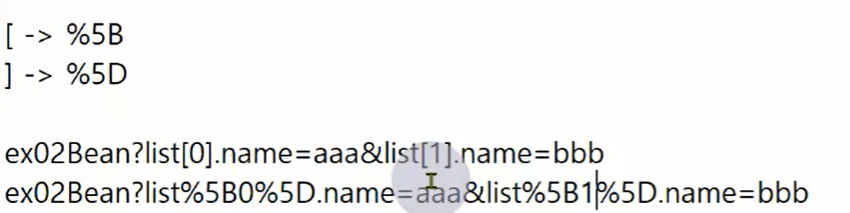 [ -> %5B
] -> %5D
ex02Bean?list[0].name=aaa&list[1].name=bbb
ex02Bean?list%5B0%5D.name=aaa&list%5B1%5D.name=bbb